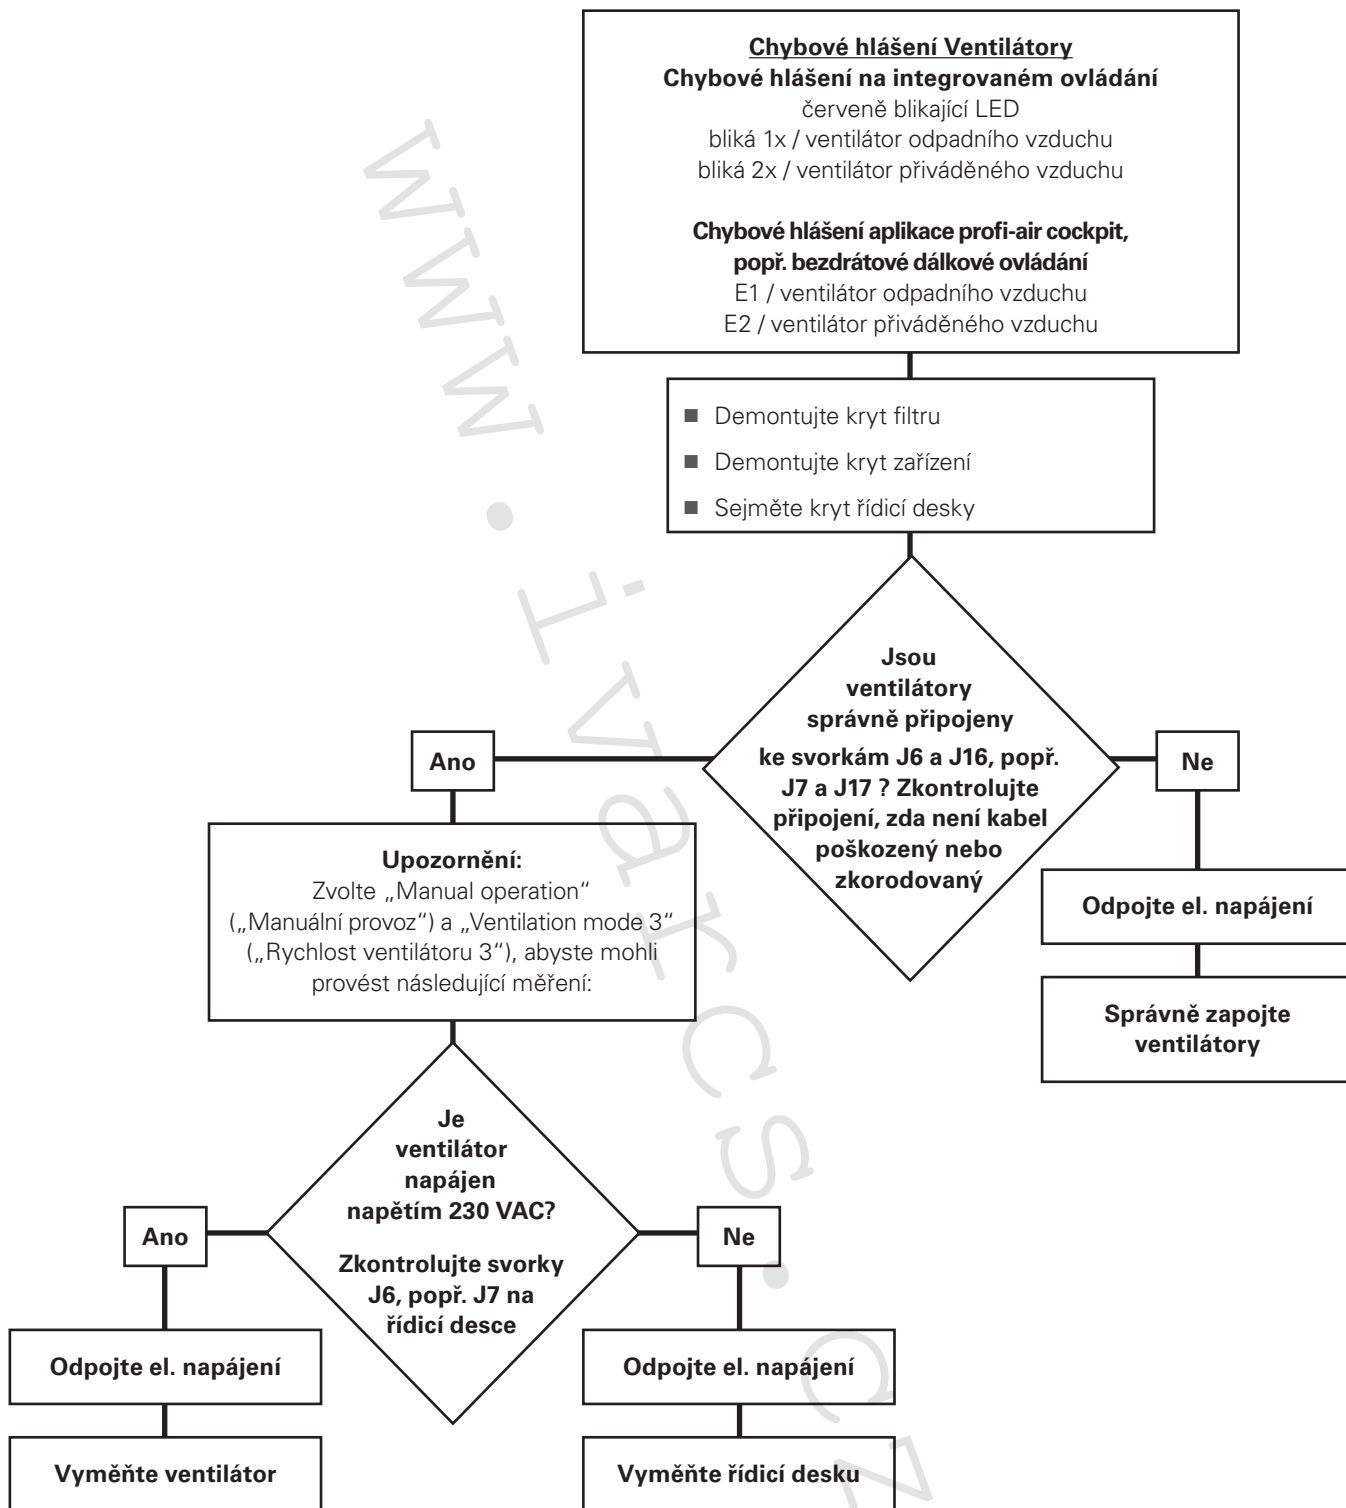 Chybové hlášení Ventilátory
Chybové hlášení na integrovaném ovládání
červeně blikající LED
bliká 1x / ventilátor odpadního vzduchu
bliká 2x / ventilátor přiváděného vzduchu
Chybové hlášení aplikace profi-air cockpit,
popř. bezdrátové dálkové ovládání
E1 / ventilátor odpadního vzduchu
E2 / ventilátor přiváděného vzduchu
■ Demontujte kryt filtru
■ Demontujte kryt zařízení
■ Sejměte kryt řídicí desky
Jsou
ventilátory
správně připojeny
ke svorkám J6 a J16, popř.
J7 a J17 ? Zkontrolujte
připojení, zda není kabel
poškozený nebo
zkorodovaný
Ano
Ne
Upozornění:
Zvolte „Manual operation“
(„Manuální provoz“) a „Ventilation mode 3“
(„Rychlost ventilátoru 3“), abyste mohli
provést následující měření:
Odpojte el. napájení
Správně zapojte
ventilátory
Je
ventilátor
napájen
napětím 230 VAC?
Zkontrolujte svorky
J6, popř. J7 na
řídicí desce
Ano
Ne
Odpojte el. napájení
Odpojte el. napájení
Vyměňte ventilátor
Vyměňte řídicí desku
www.ivarcs.cz